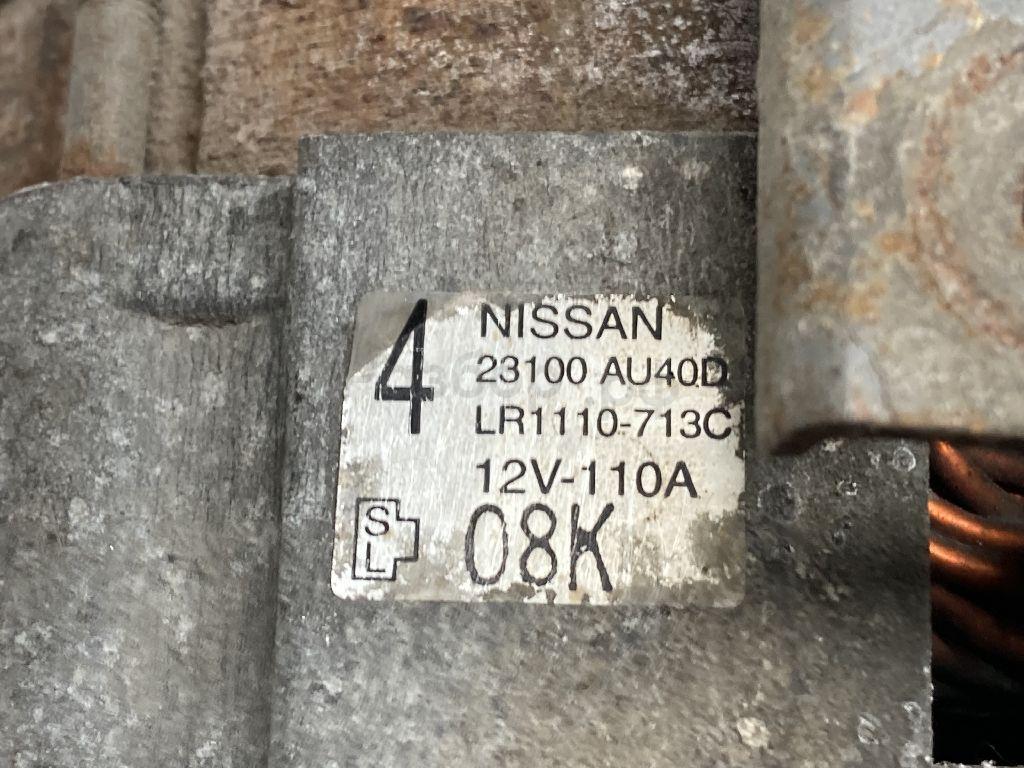 4
NISSAN
23100 AU40D
LR1110-713C
12V-110A
S
L
08K